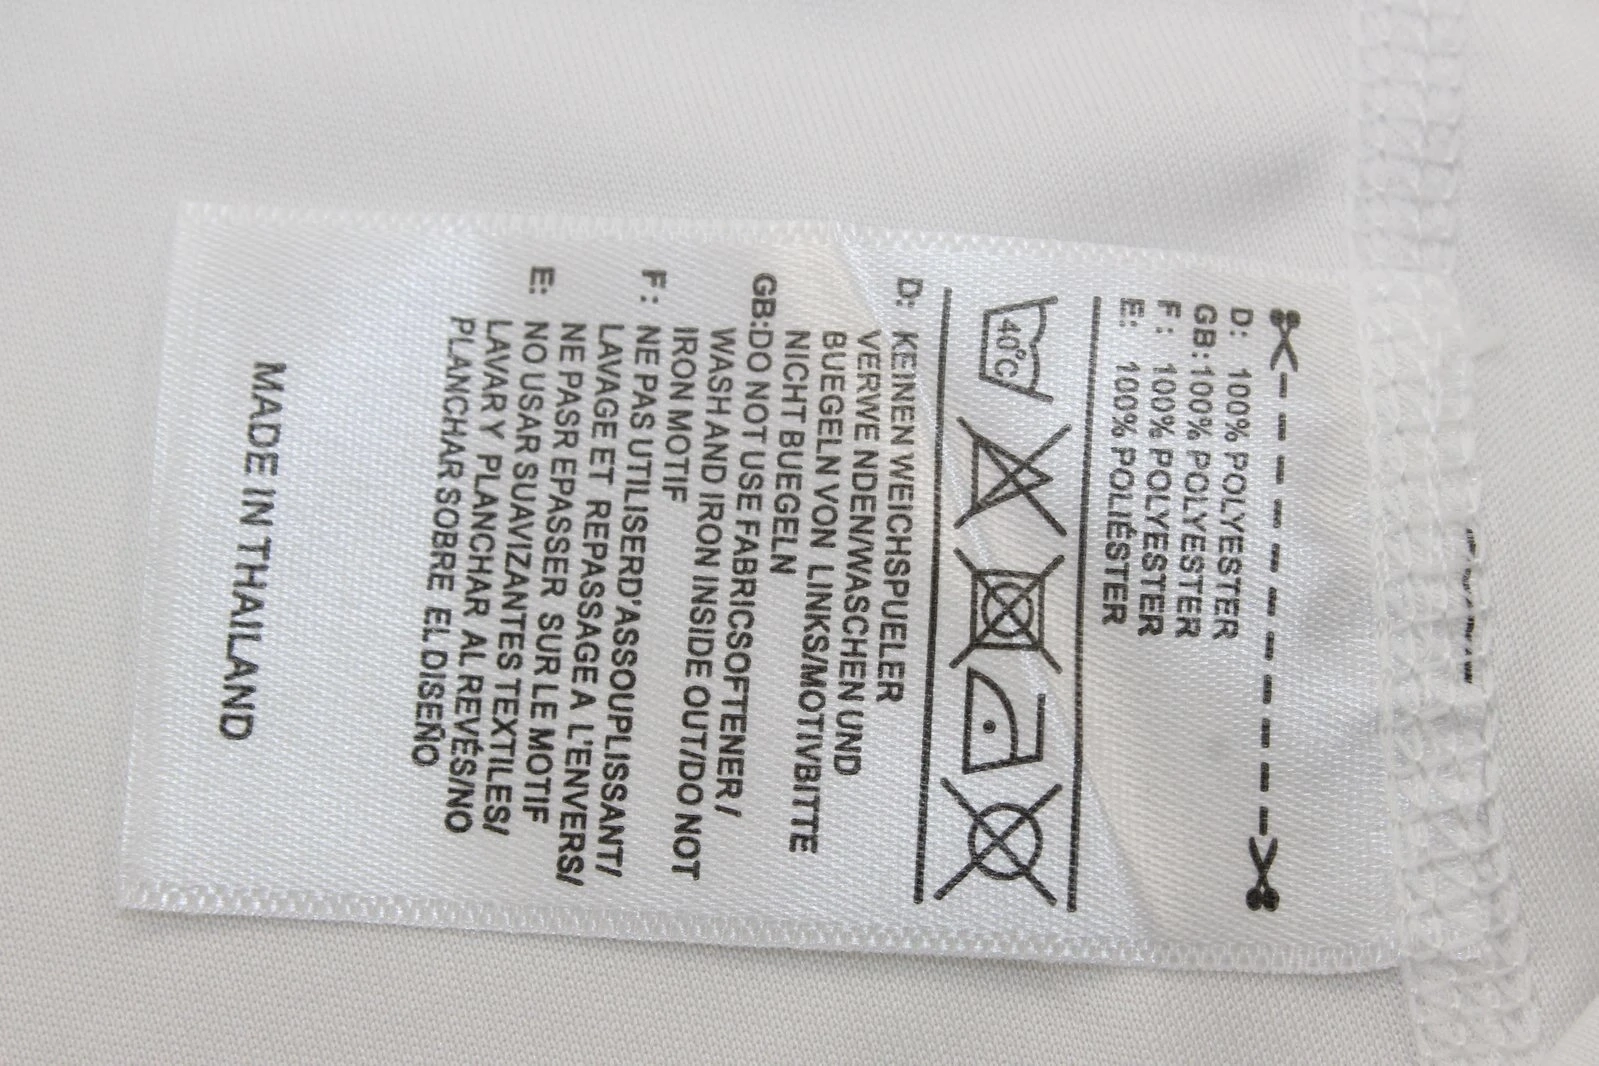 D: 100% POLYESTER
GB:100% POLYESTER
F: 100% POLYESTER
E: 100% POLIÉSTER
40°C
D: KEINEN WEICHSPUELER
VERWE NDEN/WASCHEN UND
BUEGELN VON LINKS/MOTIVBITTE
NICHT BUEGELN
GB:DO NOT USE FABRICSOFTENER/
WASH AND IRON INSIDE OUT/DO NOT
IRON MOTIF
F: NE PAS UTILISERD'ASSOUPLISSANT/
LAVAGE ET REPASSAGE A L'ENVERS/
NE PASR EPASSER SUR LE MOTIF
E: NO USAR SUAVIZANTES TEXTILES/
LAVAR Y PLANCHAR AL REVÉS/NO
PLANCHAR SOBRE EL DISEÑO
MADE IN THAILAND